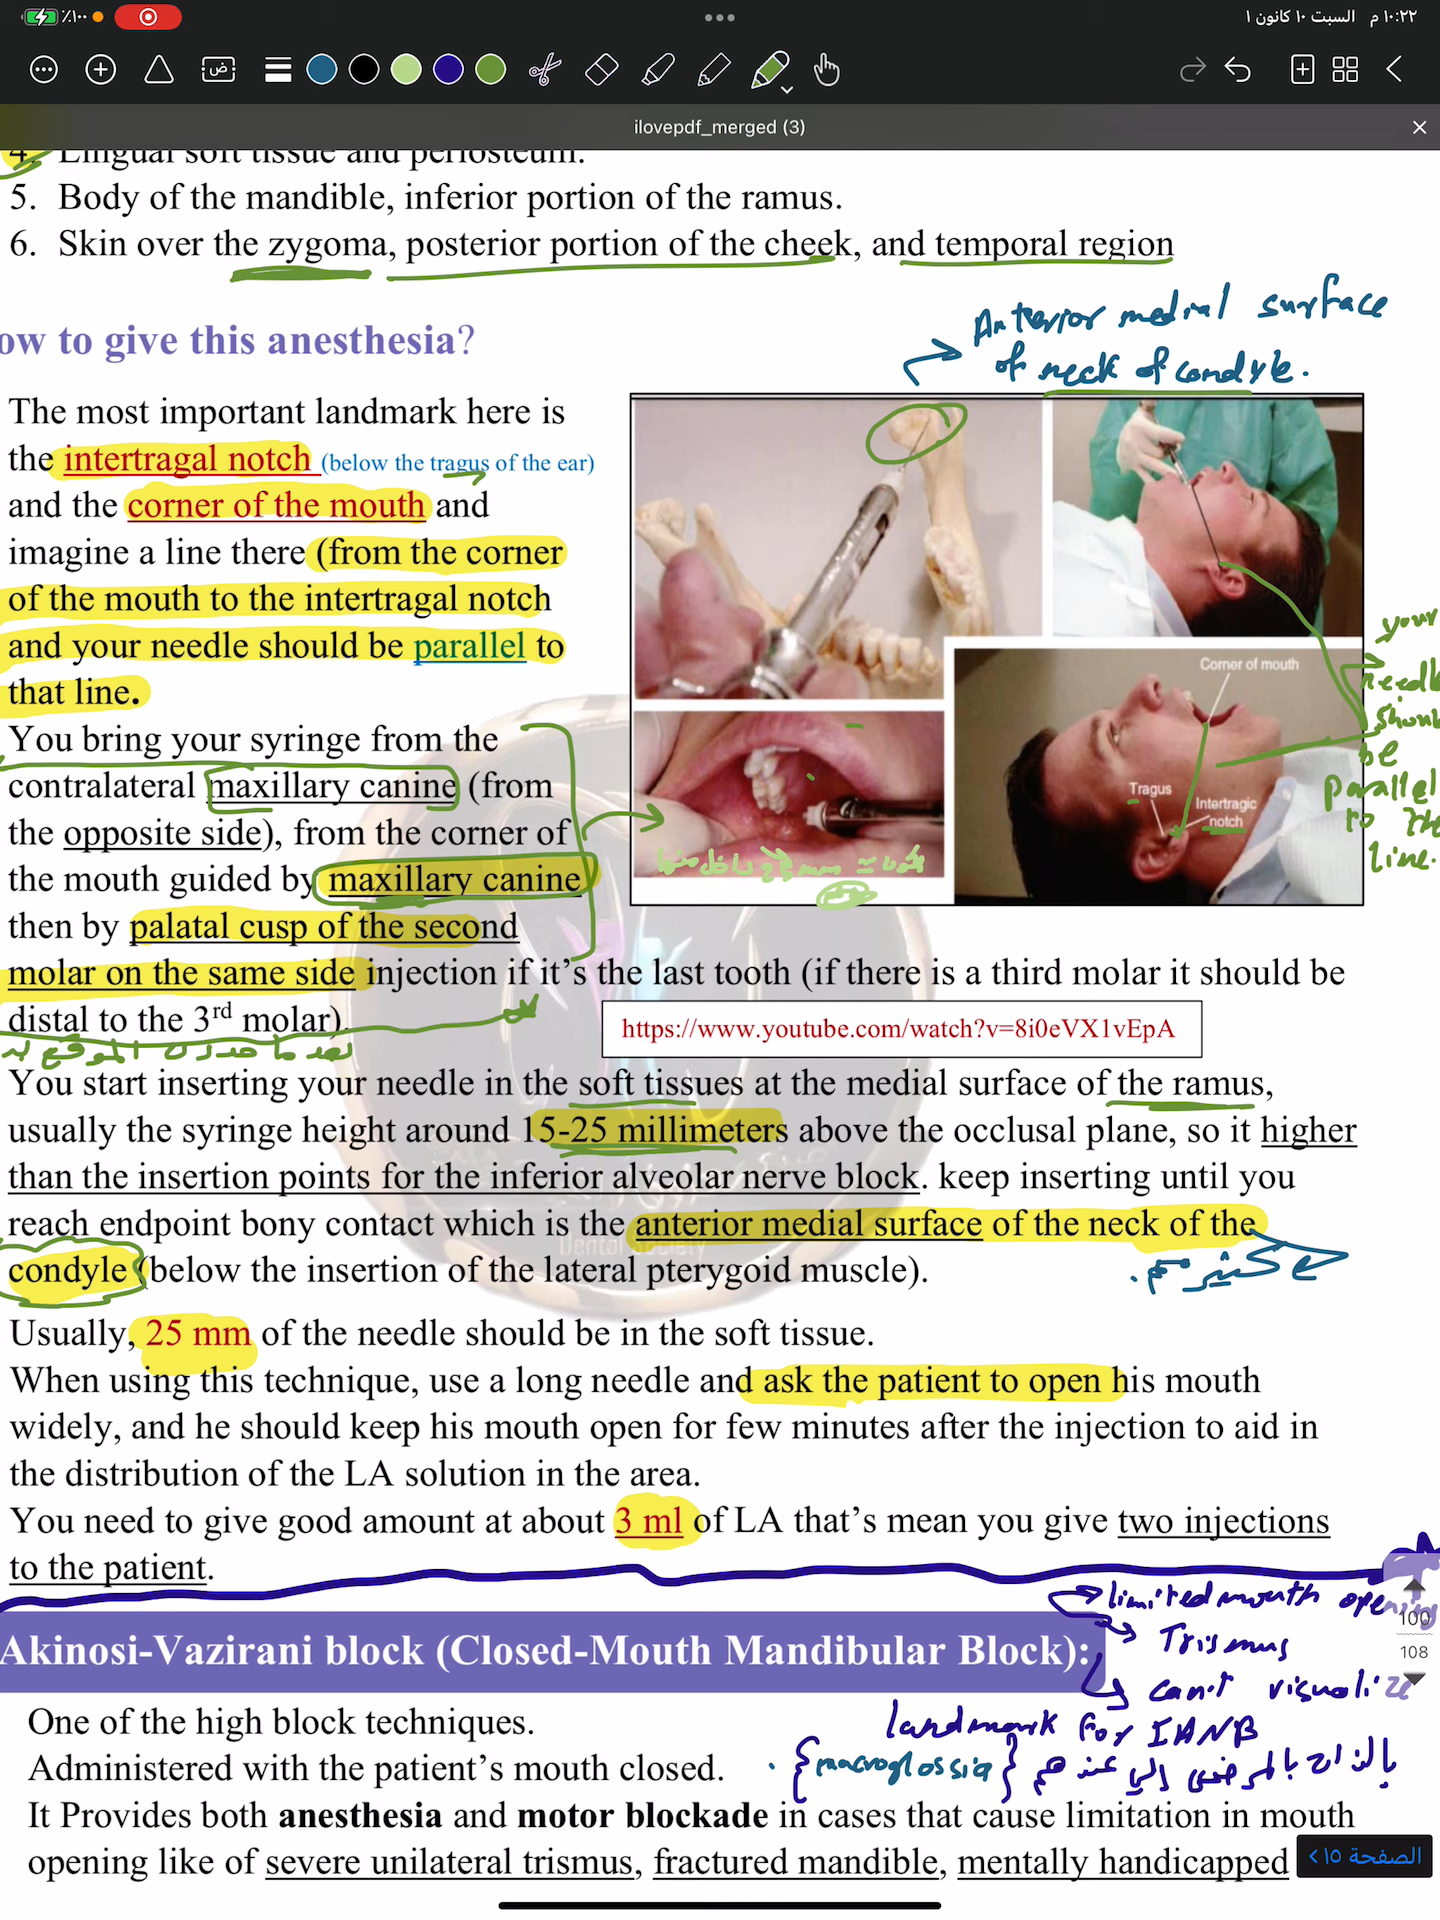 ٪١٠٠
١٠:٢٢ م السبت ١٠ كانون ١
ض
ilovepdf_merged (3)
4. Lingual soft tissue and periosteum.
5. Body of the mandible, inferior portion of the ramus.
6. Skin over the zygoma, posterior portion of the cheek, and temporal region
Anterior medial surface
of neck of condyle.
ow to give this anesthesia?
The most important landmark here is
the intertragal notch (below the tragus of the ear)
and the corner of the mouth and
imagine a line there (from the corner
of the mouth to the intertragal notch
and your needle should be parallel to
that line.
You bring your syringe from the
contralateral maxillary canine (from
the opposite side), from the corner of
the mouth guided by maxillary canine
then by palatal cusp of the second
molar on the same side injection if it's the last tooth (if there is a third molar it should be
distal to the 3rd molar).
Corner of mouth
Tragus
Intertragic
notch
your
needle
should
be
parallel
to the
line.
https://www.youtube.com/watch?v=8i0eVX1vEpA
You start inserting your needle in the soft tissues at the medial surface of the ramus,
usually the syringe height around 15-25 millimeters above the occlusal plane, so it higher
than the insertion points for the inferior alveolar nerve block. keep inserting until you
reach endpoint bony contact which is the anterior medial surface of the neck of the
condyle (below the insertion of the lateral pterygoid muscle).
Dental Society
كثير مهم.
Usually, 25 mm of the needle should be in the soft tissue.
When using this technique, use a long needle and ask the patient to open his mouth
widely, and he should keep his mouth open for few minutes after the injection to aid in
the distribution of the LA solution in the area.
You need to give good amount at about 3 ml of LA that's mean you give two injections
to the patient.
limited mouth opening
Trismus
can't visualize
landmark for IANB
بالذات بالمرضى الي عندهم {macroglossia}.
100
108
Akinosi-Vazirani block (Closed-Mouth Mandibular Block):
One of the high block techniques.
Administered with the patient's mouth closed.
It Provides both anesthesia and motor blockade in cases that cause limitation in mouth
opening like of severe unilateral trismus, fractured mandible, mentally handicapped
الصفحة ١٥